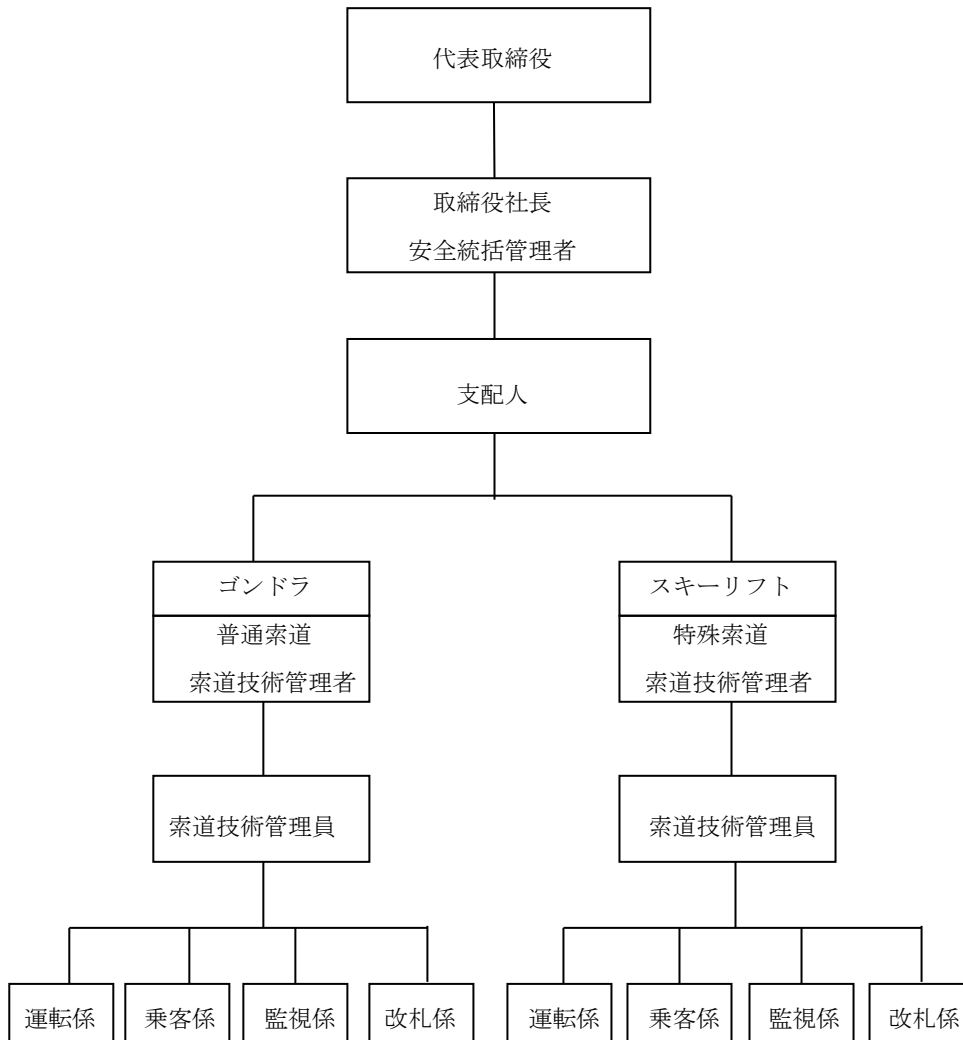 代表取締役
取締役社長
安全統括管理者
支配人
ゴンドラ
普通索道
索道技術管理者
スキーリフト
特殊索道
索道技術管理者
索道技術管理員
索道技術管理員
運転係
乗客係
監視係
改札係
運転係
乗客係
監視係
改札係